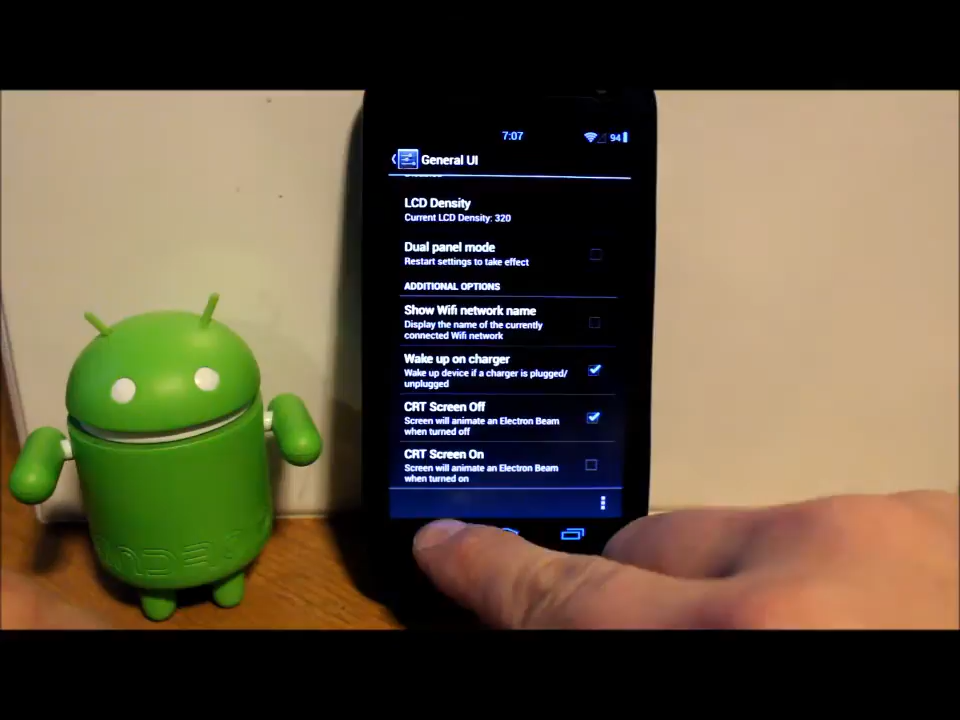 7:07
94
General UI
LCD Density
Current LCD Density: 320
Dual panel mode
Restart settings to take effect
ADDITIONAL OPTIONS
Show Wifi network name
Display the name of the currently
connected Wifi network
Wake up on charger
Wake up device if a charger is plugged/
unplugged
CRT Screen Off
Screen will animate an Electron Beam
when turned off
CRT Screen On
Screen will animate an Electron Beam
when turned on